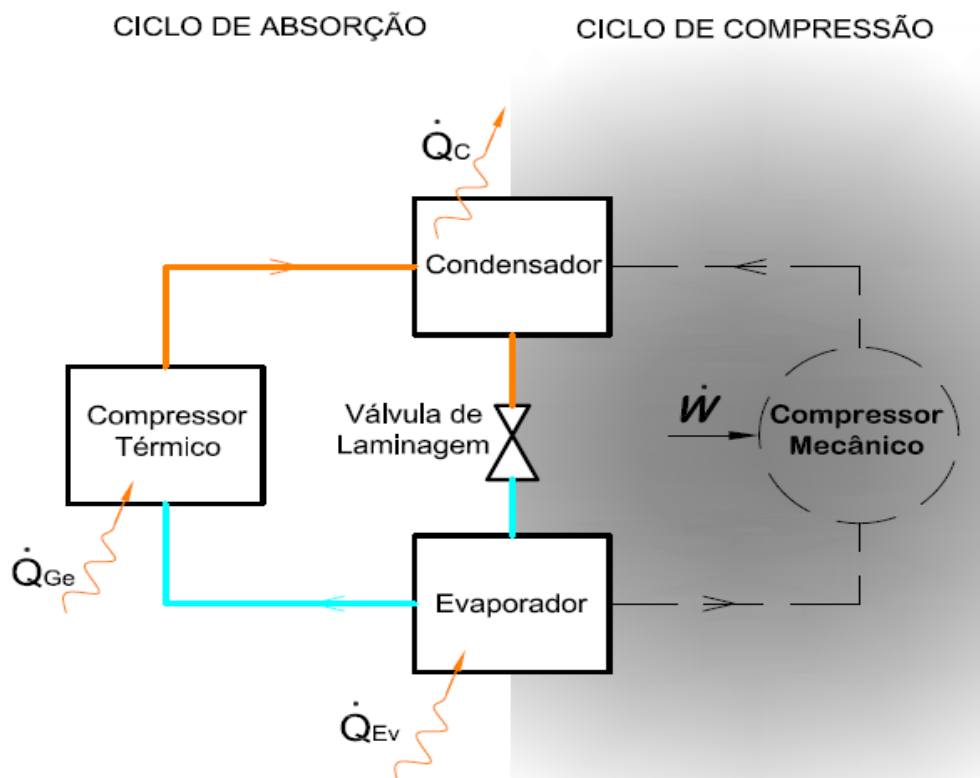 CICLO DE ABSORÇÃO
CICLO DE COMPRESSÃO
Q̇C
Condensador
Compressor
Térmico
Válvula de
Laminagem
Ẇ
Compressor
Mecânico
Q̇Ge
Evaporador
Q̇Ev